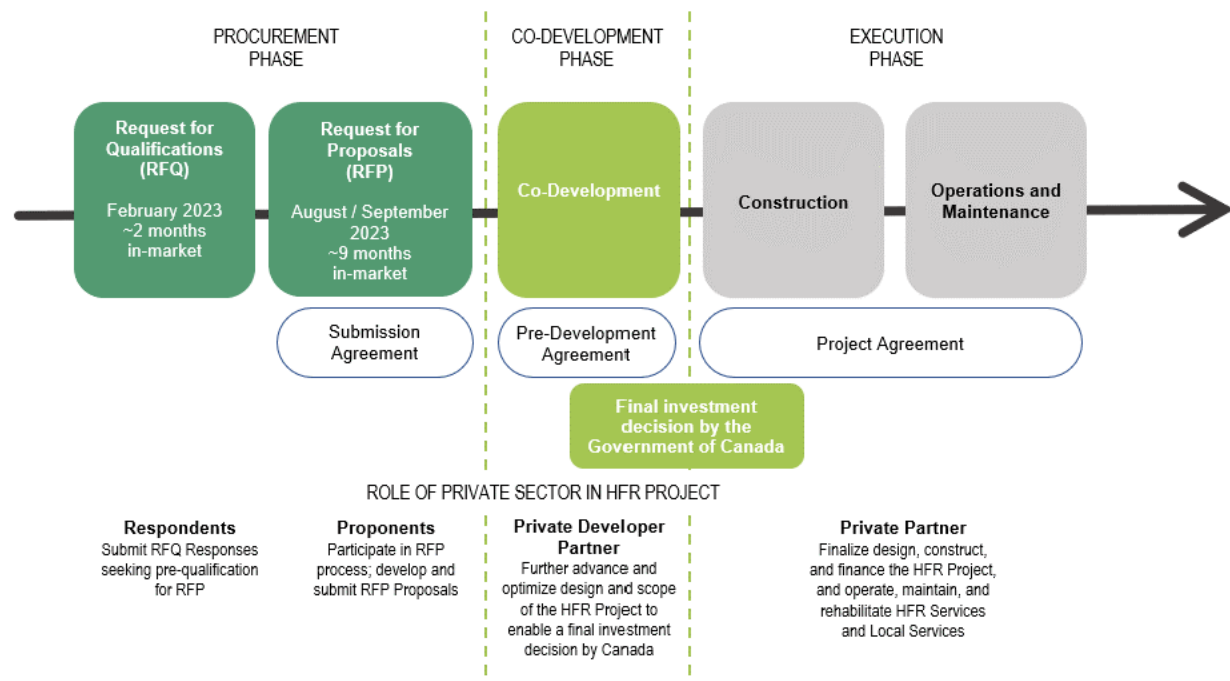 PROCUREMENT
PHASE
CO-DEVELOPMENT
PHASE
EXECUTION
PHASE
Request for
Qualifications
(RFQ)
February 2023
~2 months
in-market
Request for
Proposals
(RFP)
August / September
2023
~9 months
in-market
Co-Development
Construction
Operations and
Maintenance
Submission
Agreement
Pre-Development
Agreement
Project Agreement
Final investment
decision by the
Government of Canada
ROLE OF PRIVATE SECTOR IN HFR PROJECT
Respondents
Submit RFQ Responses
seeking pre-qualification
for RFP
Proponents
Participate in RFP
process; develop and
submit RFP Proposals
Private Developer
Partner
Further advance and
optimize design and scope
of the HFR Project to
enable a final investment
decision by Canada
Private Partner
Finalize design, construct,
and finance the HFR Project,
and operate, maintain, and
rehabilitate HFR Services
and Local Services